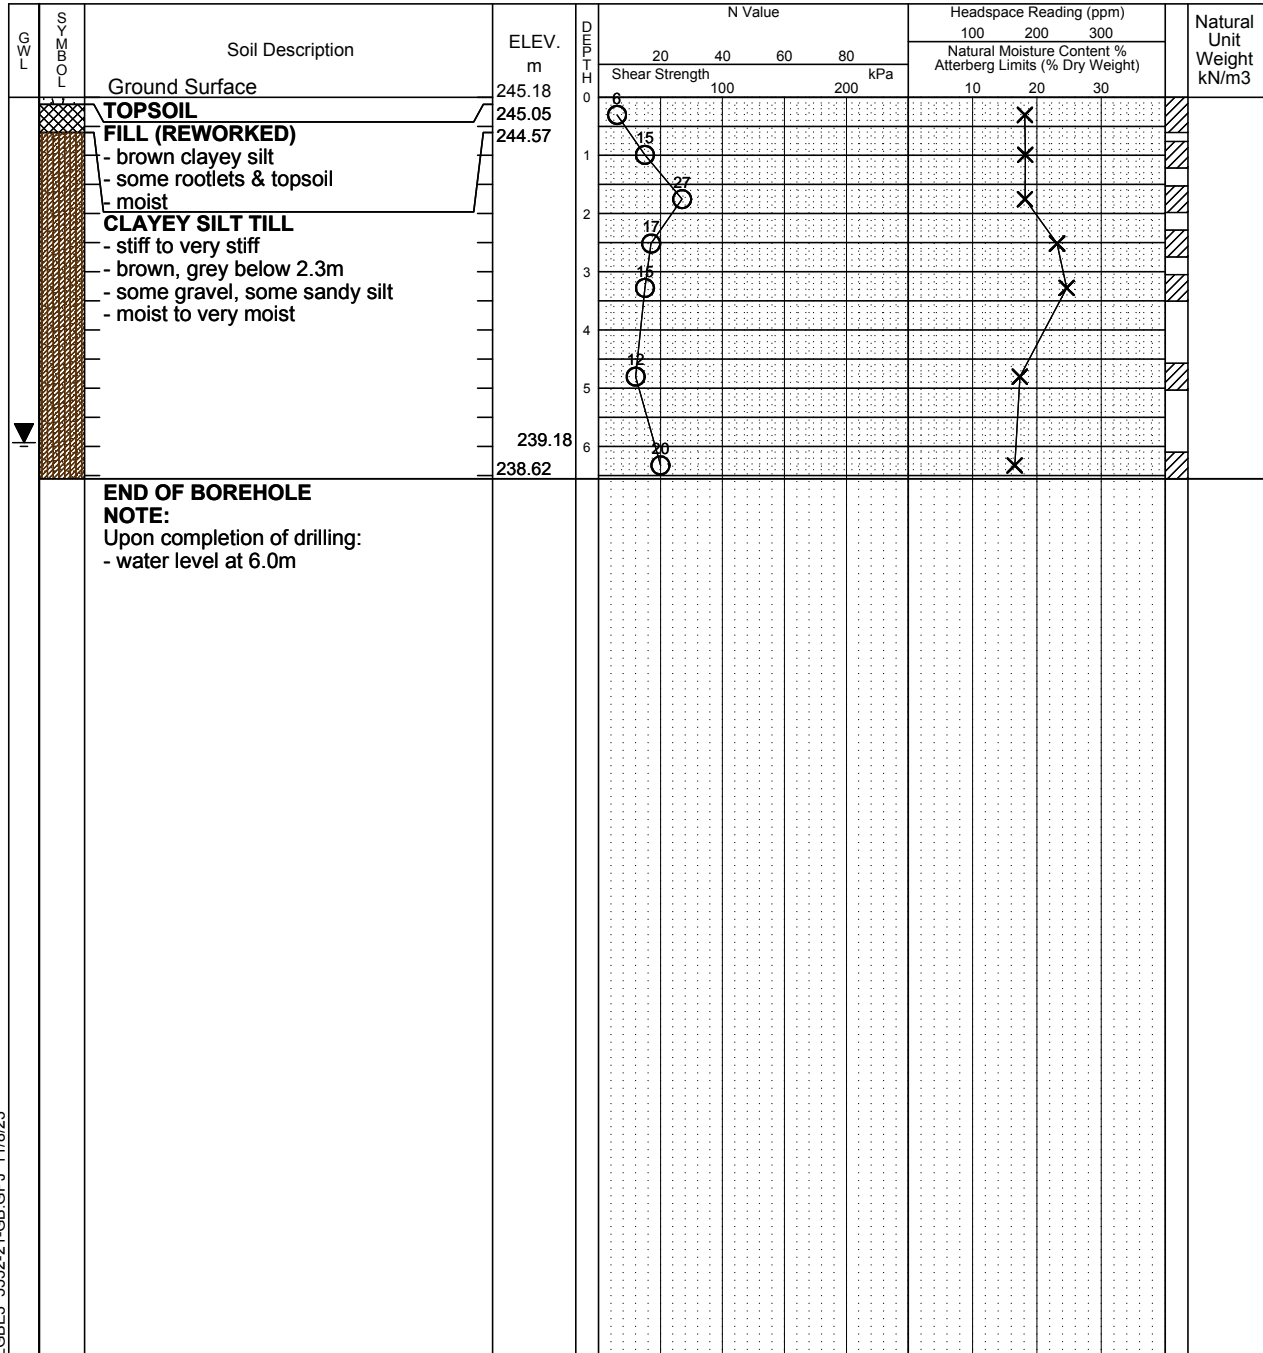 GWL
SYMBOL
Soil Description
Ground Surface
ELEV.
m
245.18
DEPTH
N Value
20 40 60 80
Shear Strength kPa
100 200
Headspace Reading (ppm)
100 200 300
Natural Moisture Content %
Atterberg Limits (% Dry Weight)
10 20 30
Natural
Unit
Weight
kN/m3
0
TOPSOIL 245.05
FILL (REWORKED) 244.57
- brown clayey silt
- some rootlets & topsoil
- moist
CLAYEY SILT TILL
- stiff to very stiff
- brown, grey below 2.3m
- some gravel, some sandy silt
- moist to very moist
239.18
238.62
1
2
3
4
5
6
6
15
27
17
15
12
20
END OF BOREHOLE
NOTE:
Upon completion of drilling:
- water level at 6.0m